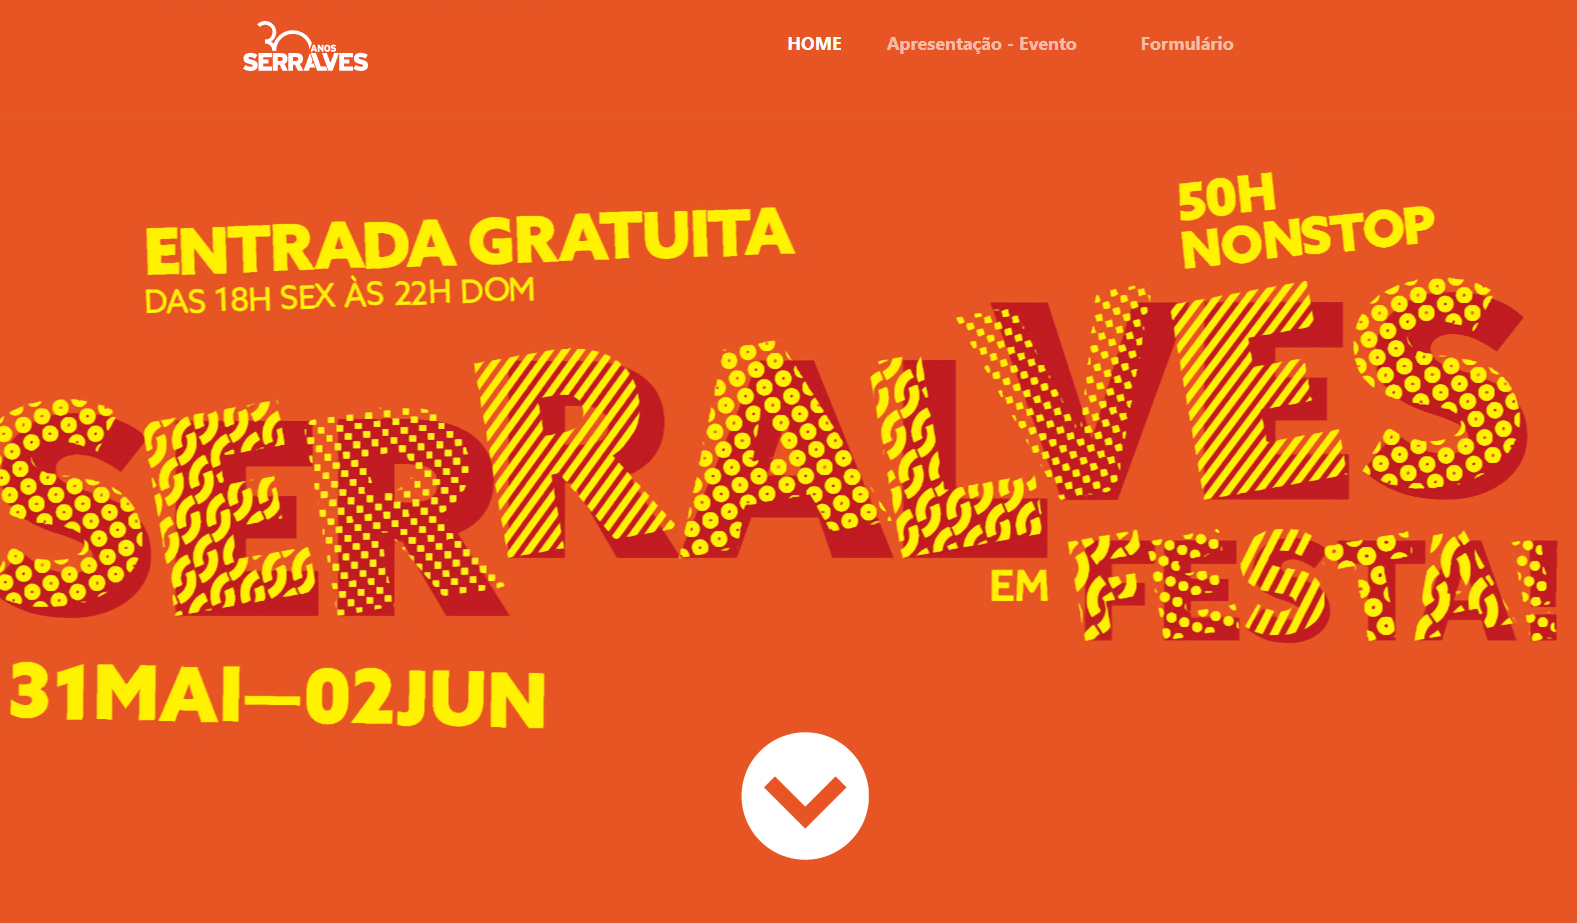 30 ANOS
SERRAVES
HOME
Apresentação - Evento
Formulário
ENTRADA GRATUITA
DAS 18H SEX ÀS 22H DOM
50H
NONSTOP
SERRALVES
EM FESTA!
31MAI—02JUN